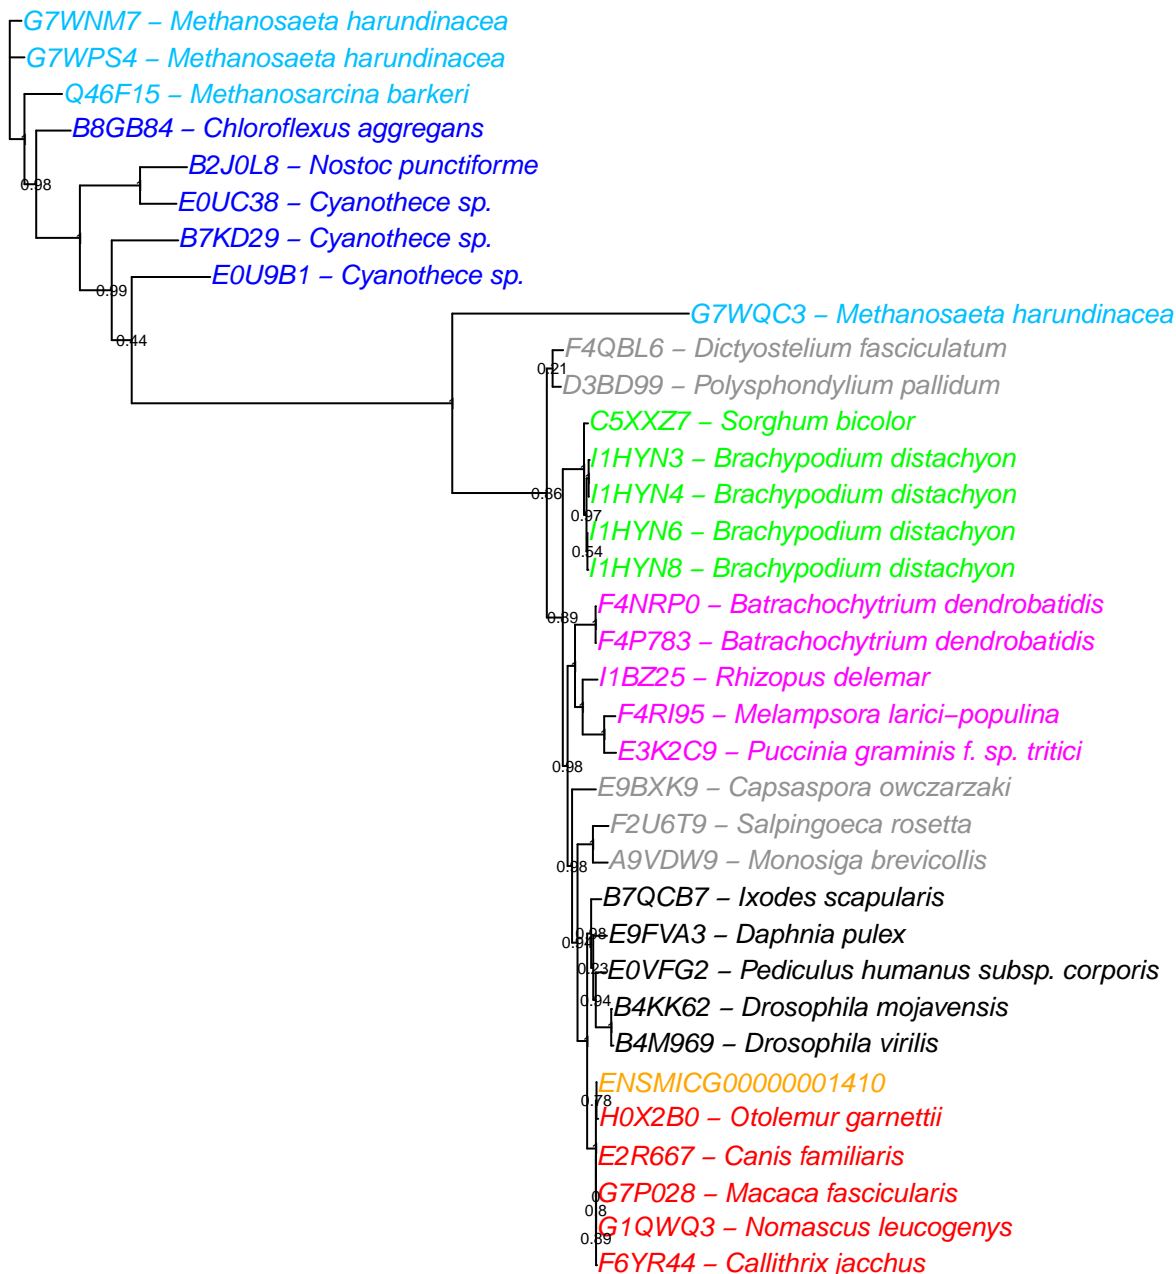 G7WNM7 – Methanosaeta harundinacea
G7WPS4 – Methanosaeta harundinacea
Q46F15 – Methanosarcina barkeri
B8GB84 – Chloroflexus aggregans
B2J0L8 – Nostoc punctiforme
0.98
E0UC38 – Cyanothece sp.
B7KD29 – Cyanothece sp.
E0U9B1 – Cyanothece sp.
0.99
G7WQC3 – Methanosaeta harundinacea
0.44
F4QBL6 – Dictyostelium fasciculatum
0.21
D3BD99 – Polysphondylium pallidum
C5XXZ7 – Sorghum bicolor
I1HYN3 – Brachypodium distachyon
I1HYN4 – Brachypodium distachyon
0.86
0.97
I1HYN6 – Brachypodium distachyon
0.54
I1HYN8 – Brachypodium distachyon
F4NRP0 – Batrachochytrium dendrobatidis
0.89
F4P783 – Batrachochytrium dendrobatidis
I1BZ25 – Rhizopus delemar
F4RI95 – Melampsora larici–populina
E3K2C9 – Puccinia graminis f. sp. tritici
0.98
E9BXK9 – Capsaspora owczarzaki
F2U6T9 – Salpingoeca rosetta
A9VDW9 – Monosiga brevicollis
0.98
B7QCB7 – Ixodes scapularis
E9FVA3 – Daphnia pulex
0.98
0.94
E0VFG2 – Pediculus humanus subsp. corporis
0.23
0.94
B4KK62 – Drosophila mojavensis
B4M969 – Drosophila virilis
ENSMICG00000001410
0.78
H0X2B0 – Otolemur garnettii
E2R667 – Canis familiaris
G7P028 – Macaca fascicularis
0
0.8
G1QWQ3 – Nomascus leucogenys
0.89
F6YR44 – Callithrix jacchus